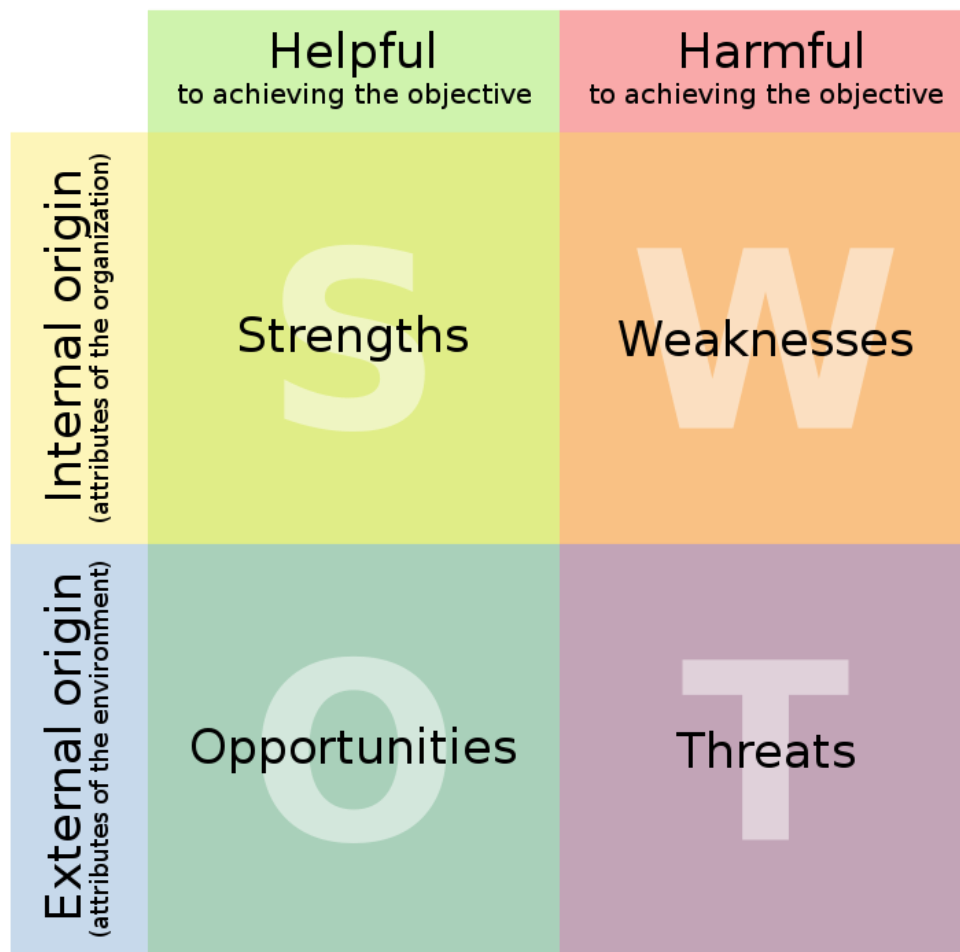 Helpful
to achieving the objective
Harmful
to achieving the objective
Internal origin
(attributes of the organization)
S
Strengths
W
Weaknesses
External origin
(attributes of the environment)
O
Opportunities
T
Threats